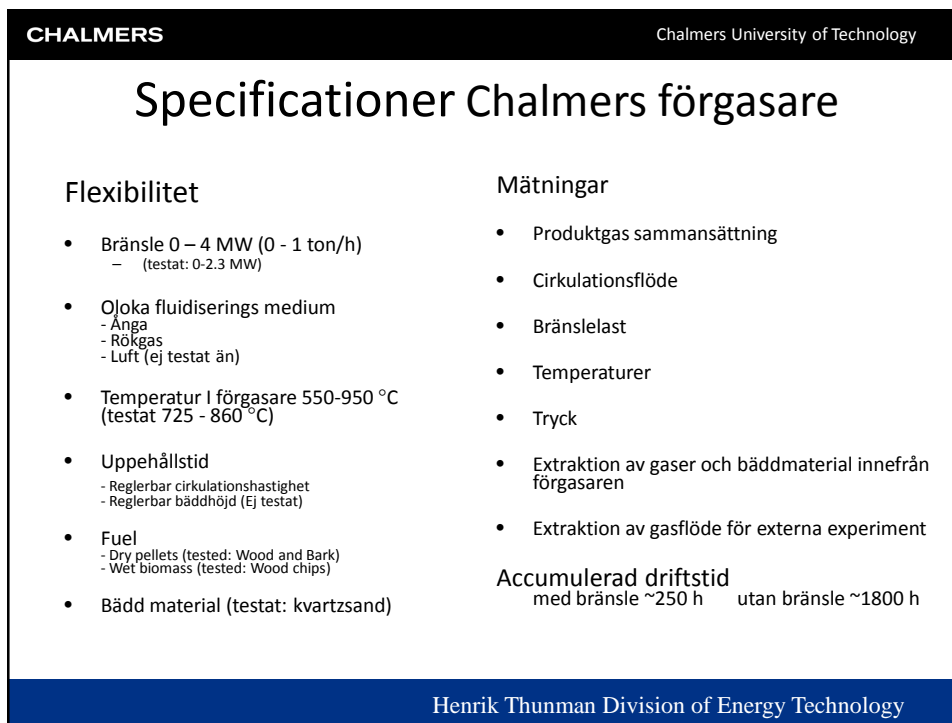 CHALMERS
Chalmers University of Technology
Specificationer Chalmers förgasare
Flexibilitet
• Bränsle 0 – 4 MW (0 - 1 ton/h)
– (testat: 0-2.3 MW)
• Oloka fluidiserings medium
- Ånga
- Rökgas
- Luft (ej testat än)
• Temperatur I förgasare 550-950 °C
(testat 725 - 860 °C)
• Uppehållstid
- Reglerbar cirkulationshastighet
- Reglerbar bäddhöjd (Ej testat)
• Fuel
- Dry pellets (tested: Wood and Bark)
- Wet biomass (tested: Wood chips)
• Bädd material (testat: kvartzsand)
Mätningar
• Produktgas sammansättning
• Cirkulationsflöde
• Bränslelast
• Temperaturer
• Tryck
• Extraktion av gaser och bäddmaterial innefrån
förgasaren
• Extraktion av gasflöde för externa experiment
Accumulerad driftstid
med bränsle ~250 h utan bränsle ~1800 h
Henrik Thunman Division of Energy Technology